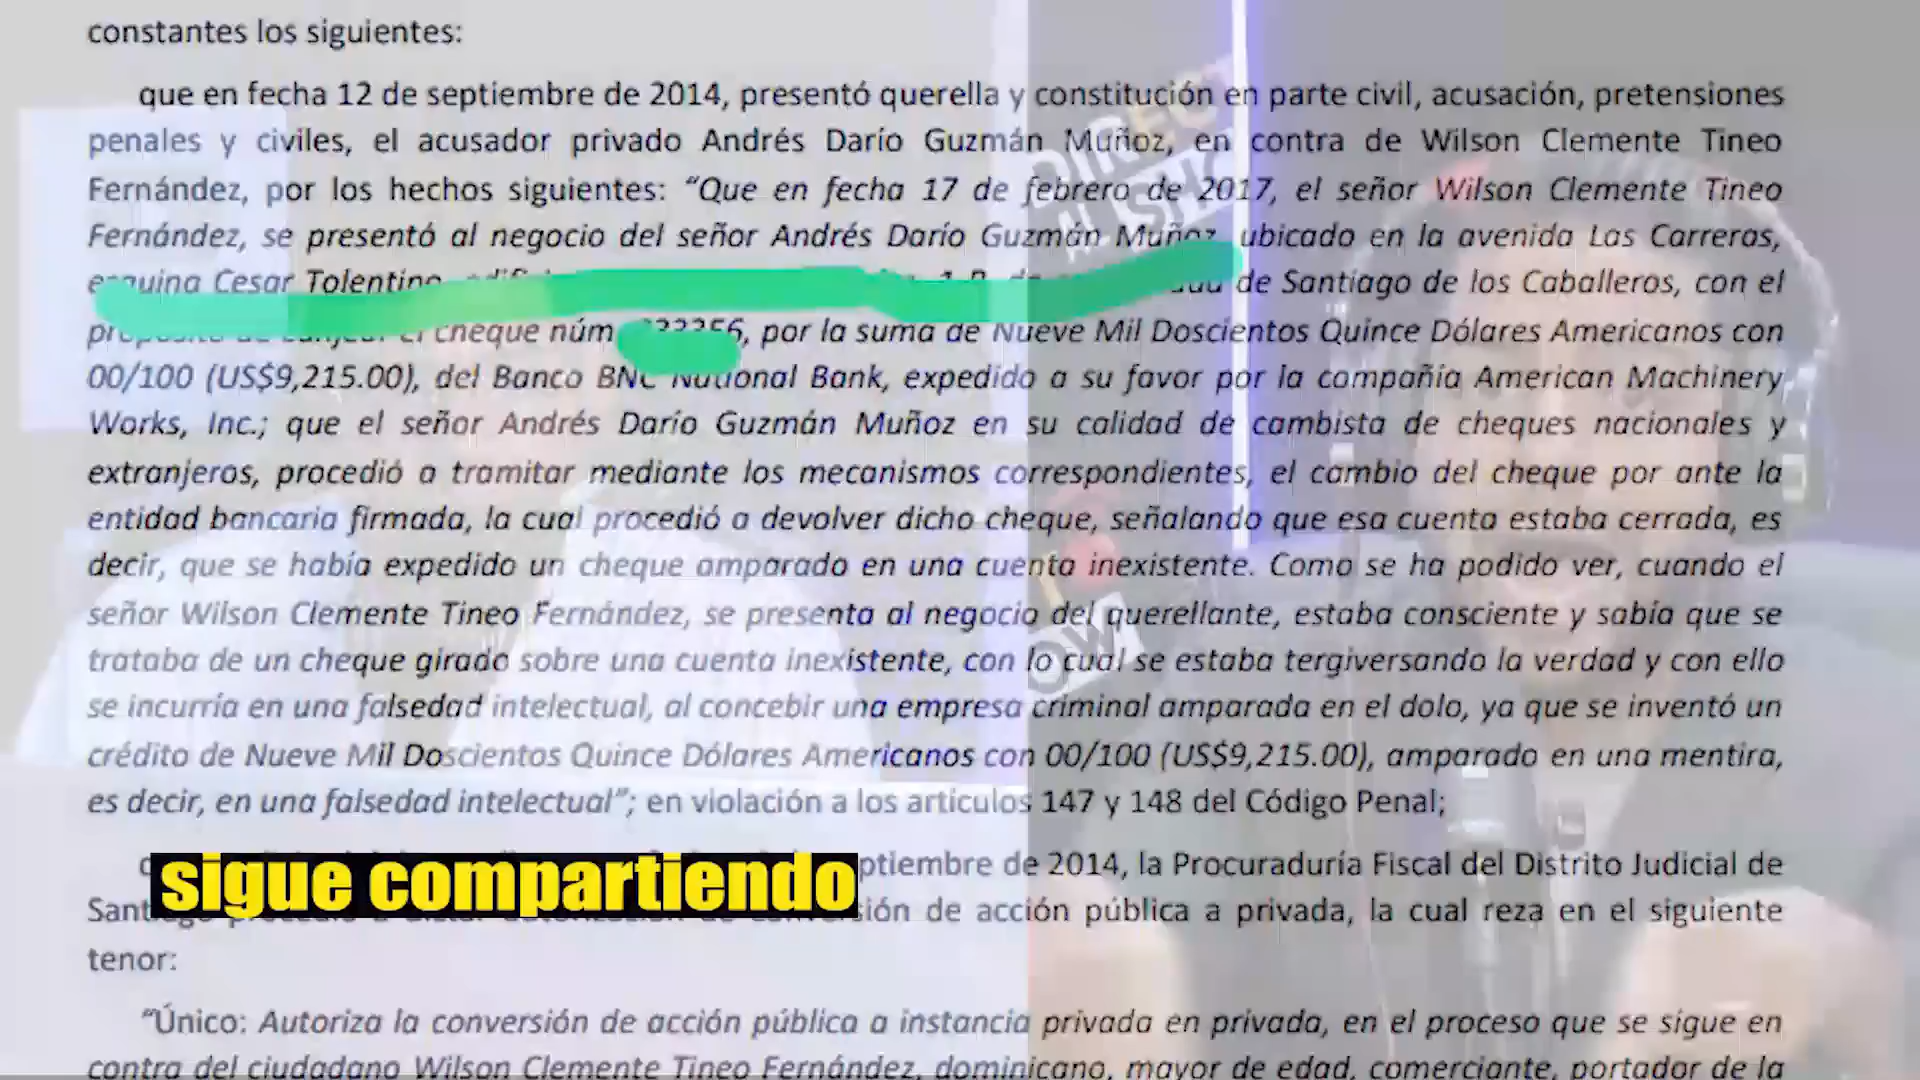 constantes los siguientes:
que en fecha 12 de septiembre de 2014, presentó querella y constitución en parte civil, acusación, pretensiones
penales y civiles, el acusador privado Andrés Darío Guzmán Muñoz, en contra de Wilson Clemente Tineo
Fernández, por los hechos siguientes: “Que en fecha 17 de febrero de 2017, el señor Wilson Clemente Tineo
Fernández, se presentó al negocio del señor Andrés Darío Guzmán Muñoz, ubicado en la avenida Las Carreras,
esquina Cesar Tolentino, de Santiago de los Caballeros, con el
cheque núm. por la suma de Nueve Mil Doscientos Quince Dólares Americanos con
00/100 (US$9,215.00), del Banco BNC National Bank, expedido a su favor por la compañía American Machinery
Works, Inc.; que el señor Andrés Darío Guzmán Muñoz en su calidad de cambista de cheques nacionales y
extranjeros, procedió a tramitar mediante los mecanismos correspondientes, el cambio del cheque por ante la
entidad bancaria firmada, la cual procedió a devolver dicho cheque, señalando que esa cuenta estaba cerrada, es
decir, que se había expedido un cheque amparado en una cuenta inexistente. Como se ha podido ver, cuando el
señor Wilson Clemente Tineo Fernández, se presenta al negocio del querellante, estaba consciente y sabía que se
trataba de un cheque girado sobre una cuenta inexistente, con lo cual se estaba tergiversando la verdad y con ello
se incurría en una falsedad intelectual, al concebir una empresa criminal amparada en el dolo, ya que se inventó un
crédito de Nueve Mil Doscientos Quince Dólares Americanos con 00/100 (US$9,215.00), amparado en una mentira,
es decir, en una falsedad intelectual”; en violación a los artículos 147 y 148 del Código Penal;
septiembre de 2014, la Procuraduría Fiscal del Distrito Judicial de
sigue compartiendo
de acción pública a privada, la cual reza en el siguiente
tenor:
“Único: Autoriza la conversión de acción pública a instancia privada en privada, en el proceso que se sigue en
contra del ciudadano Wilson Clemente Tineo Fernández, dominicano, mayor de edad, comerciante, portador de la